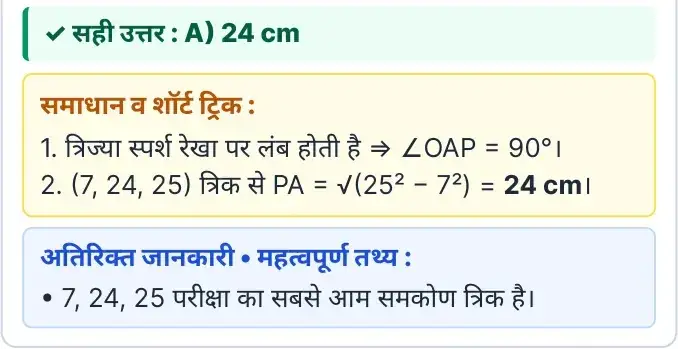 ✓ सही उत्तर : A) 24 cm
समाधान व शॉर्ट ट्रिक :
1. त्रिज्या स्पर्श रेखा पर लंब होती है ⇒ ∠OAP = 90°।
2. (7, 24, 25) त्रिक से PA = √(25² − 7²) = 24 cm।
अतिरिक्त जानकारी • महत्वपूर्ण तथ्य :
• 7, 24, 25 परीक्षा का सबसे आम समकोण त्रिक है।